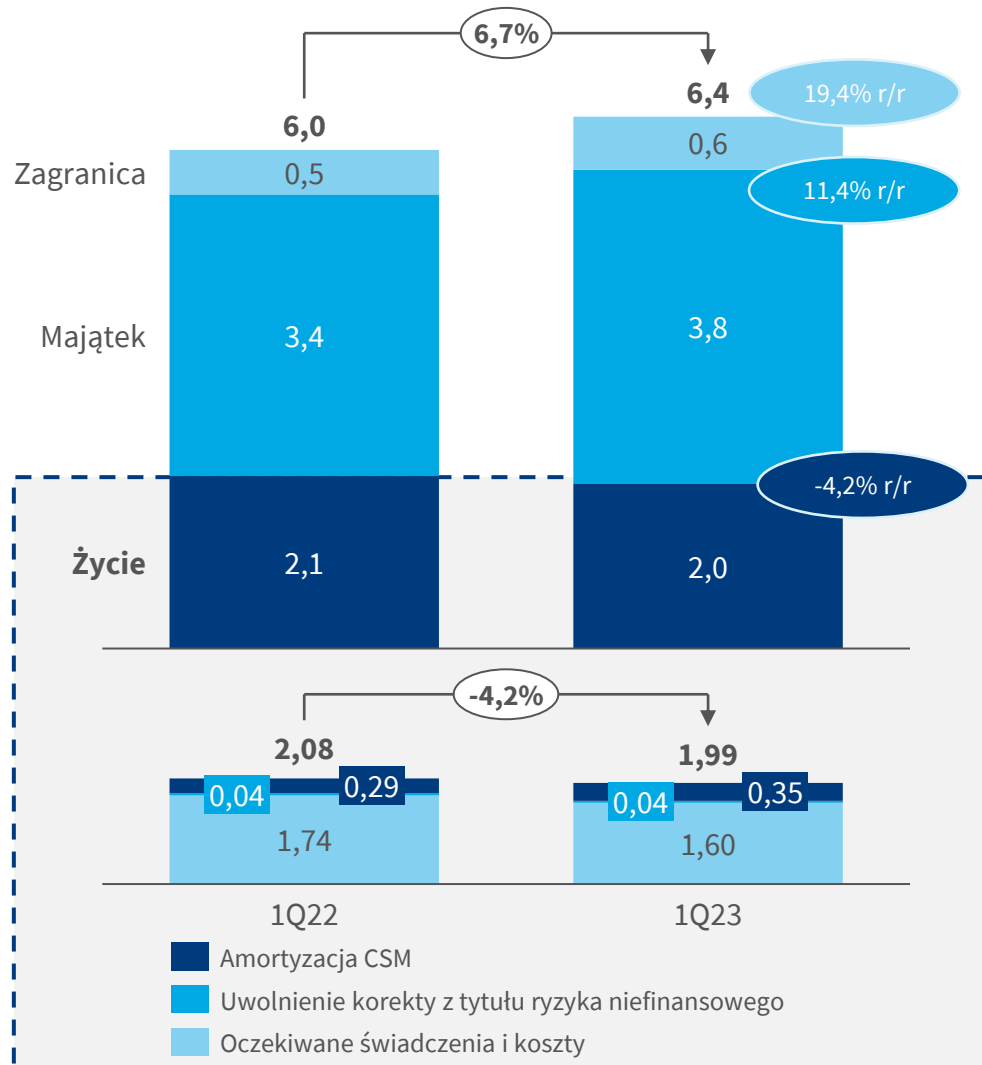 6,7%
6,0
6,4
19,4% r/r
Zagranica
0,5
0,6
11,4% r/r
Majątek
3,4
3,8
-4,2% r/r
Życie
2,1
2,0
-4,2%
2,08
1,99
0,04
0,29
0,04
0,35
1,74
1,60
1Q22
1Q23
Amortyzacja CSM
Uwolnienie korekty z tytułu ryzyka niefinansowego
Oczekiwane świadczenia i koszty